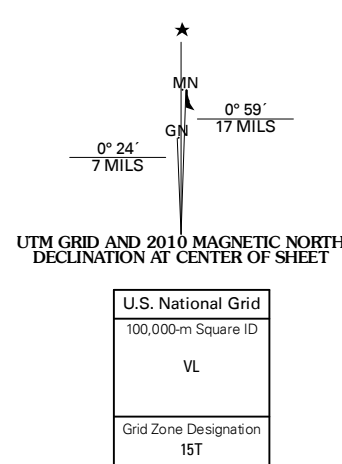 MN
0° 59´
17 MILS
GN
0° 24´
7 MILS
UTM GRID AND 2010 MAGNETIC NORTH
DECLINATION AT CENTER OF SHEET
U.S. National Grid
100,000-m Square ID
VL
Grid Zone Designation
15T